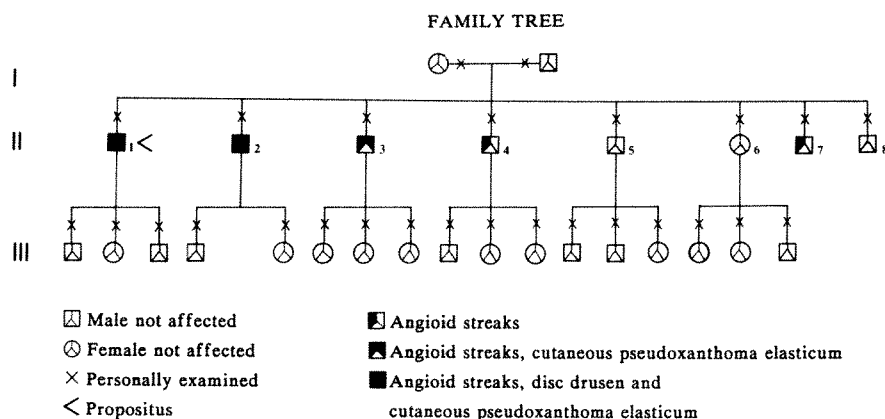 FAMILY TREE
I
II
1 2 3 4 5 6 7 8
III
Male not affected
Female not affected
Personally examined
Propositus
Angioid streaks
Angioid streaks, cutaneous pseudoxanthoma elasticum
Angioid streaks, disc drusen and
cutaneous pseudoxanthoma elasticum